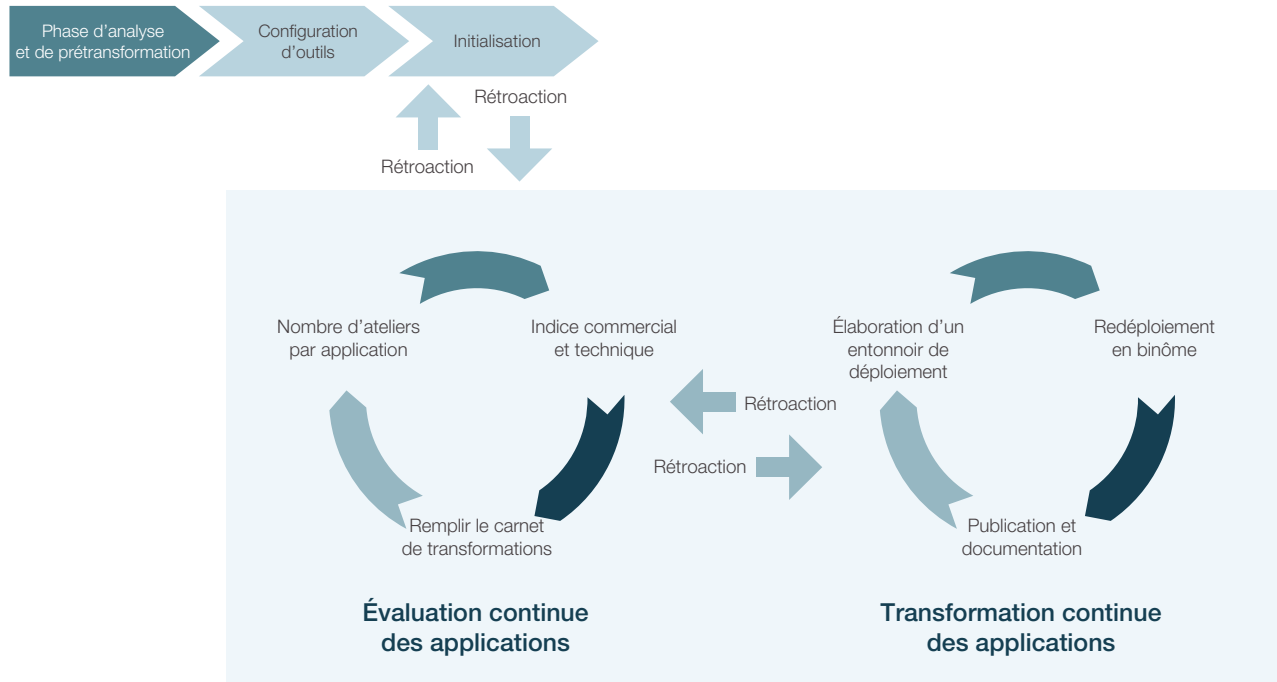 Phase d'analyse
et de prétransformation
Configuration
d'outils
Initialisation
Rétroaction
Rétroaction
Nombre d'ateliers
par application
Indice commercial
et technique
Remplir le carnet
de transformations
Évaluation continue
des applications
Rétroaction
Rétroaction
Élaboration d'un
entonnoir de
déploiement
Redéploiement
en binôme
Publication et
documentation
Transformation continue
des applications